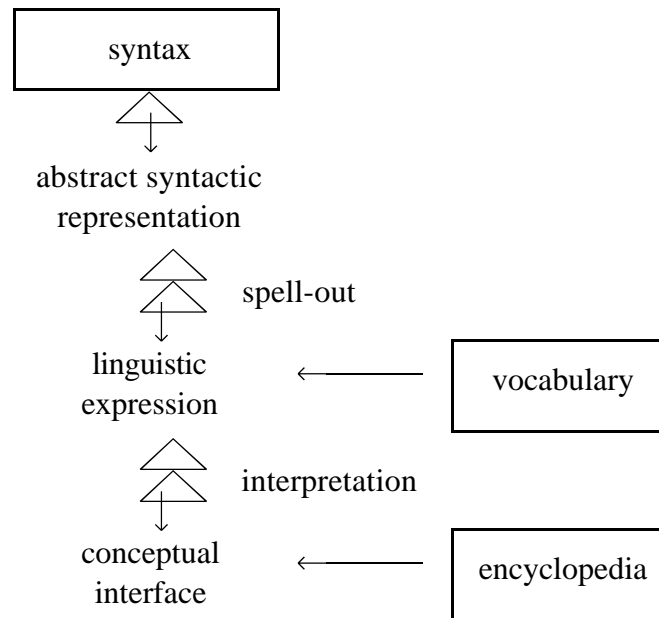 syntax
abstract syntactic
representation
spell-out
linguistic
expression
vocabulary
interpretation
conceptual
interface
encyclopedia